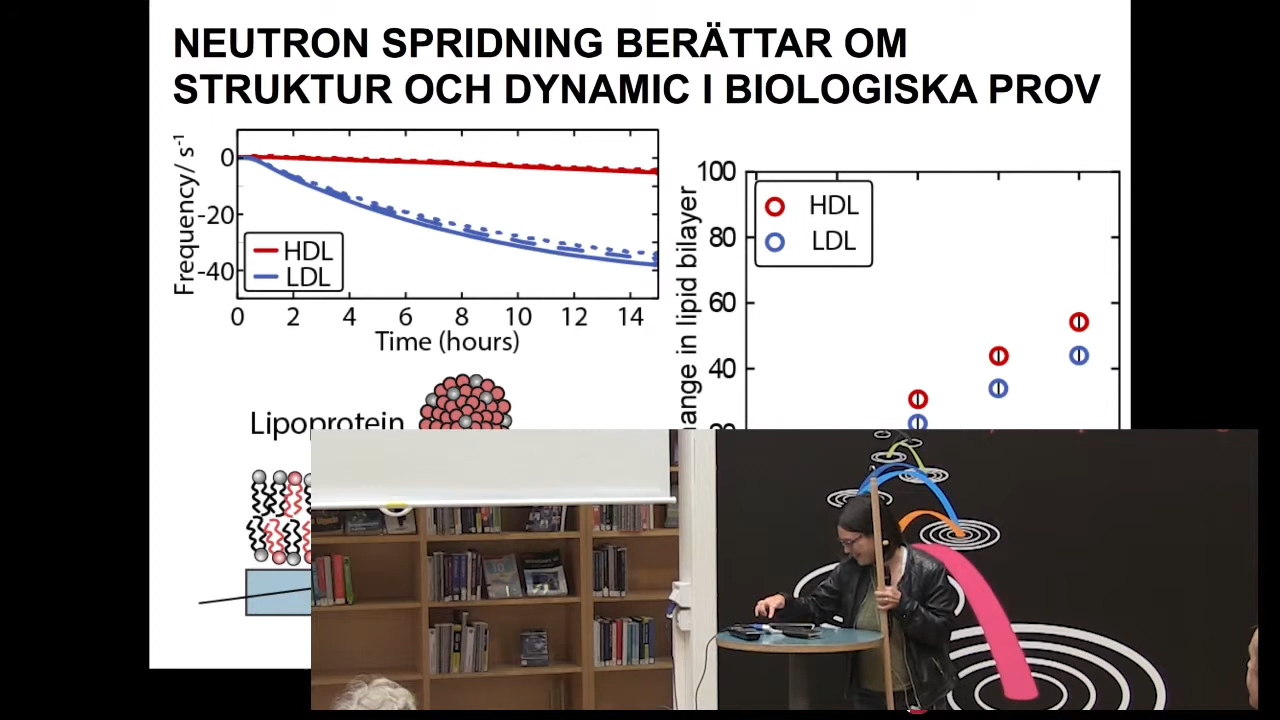 NEUTRON SPRIDNING BERÄTTAR OM
STRUKTUR OCH DYNAMIC I BIOLOGISKA PROV
Frequency/ s⁻¹
0
-20
-40
HDL
LDL
0 2 4 6 8 10 12 14
Time (hours)
100
80
60
40
HDL
LDL
ange in lipid bilayer
Lipoprotein